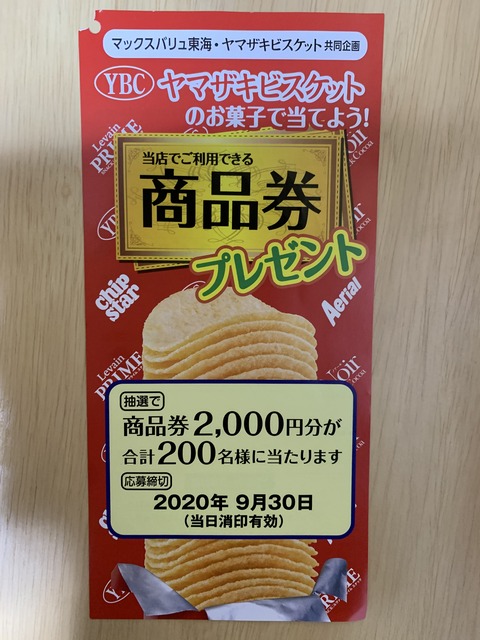 マックスバリュ東海・ヤマザキビスケット共同企画
YBC ヤマザキビスケット
のお菓子で当てよう!
Levain
PRIME
当店でご利用できる
商品券
プレゼント
Chip
Star
Aerial
Levain
PRIME
抽選で
商品券2,000円分が
合計200名様に当たります
応募締切
2020年 9月30日
(当日消印有効)
YBC